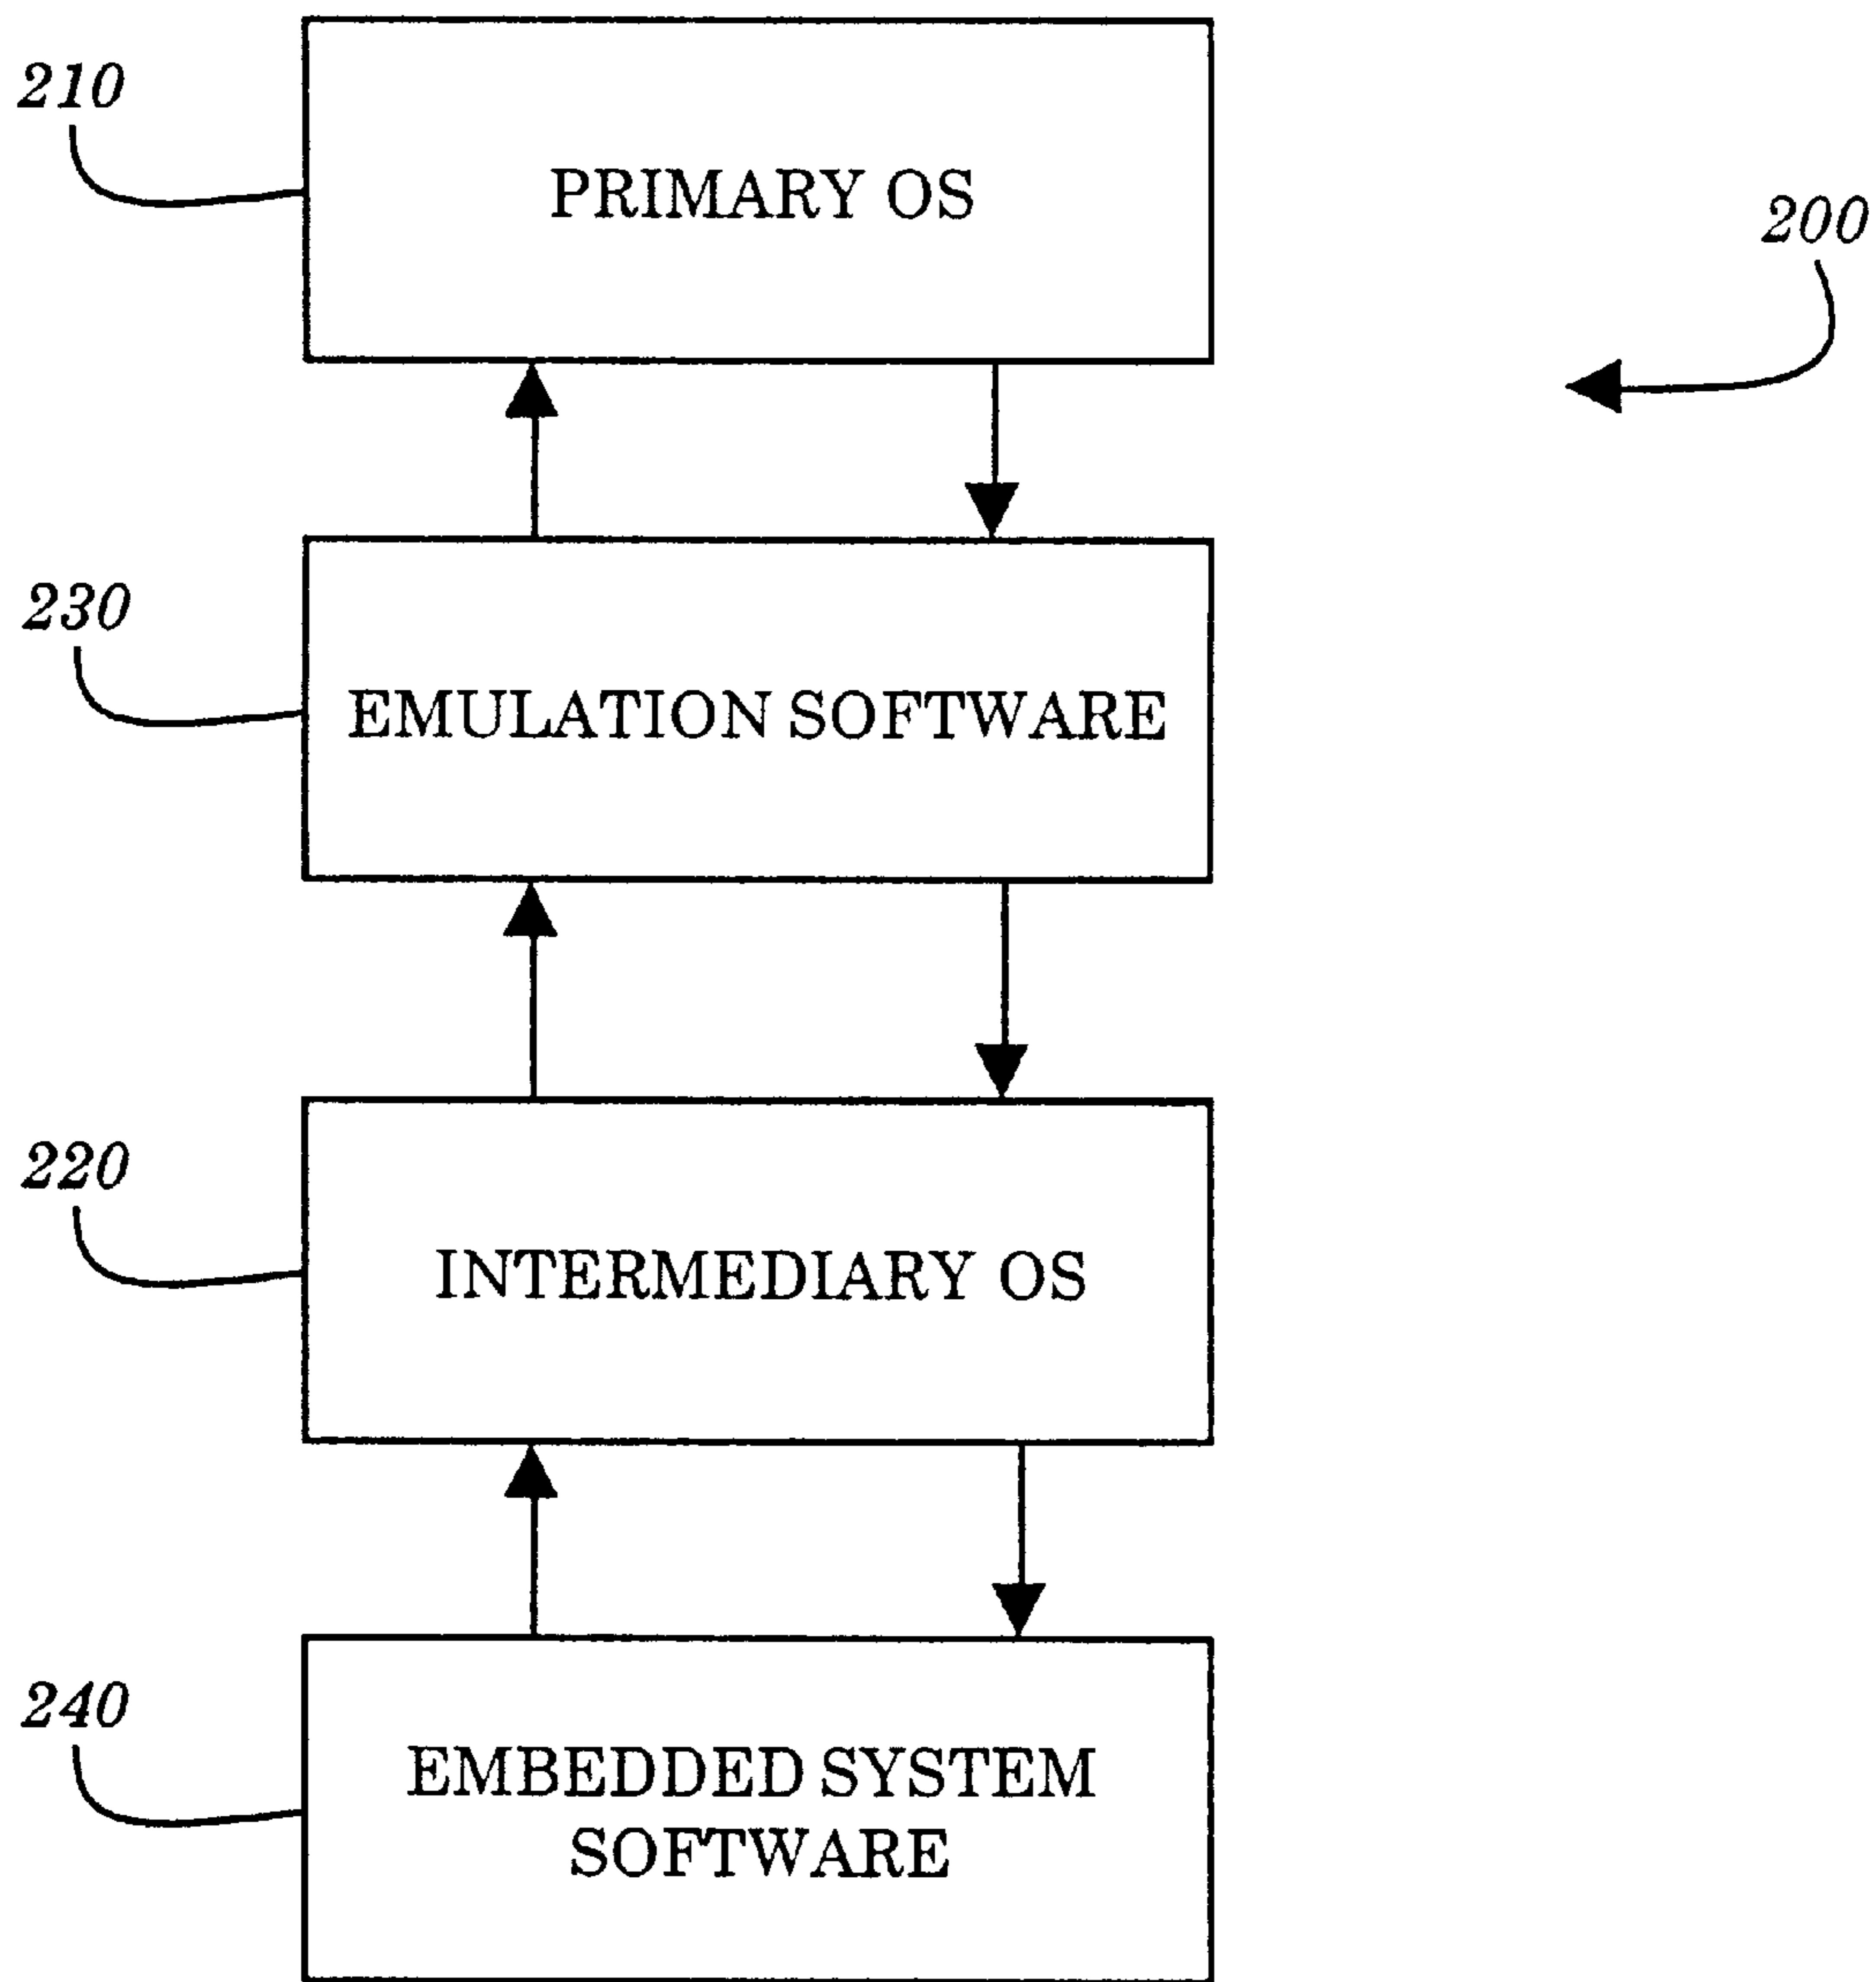 210
PRIMARY OS
200
230
EMULATION SOFTWARE
220
INTERMEDIARY OS
240
EMBEDDED SYSTEM
SOFTWARE